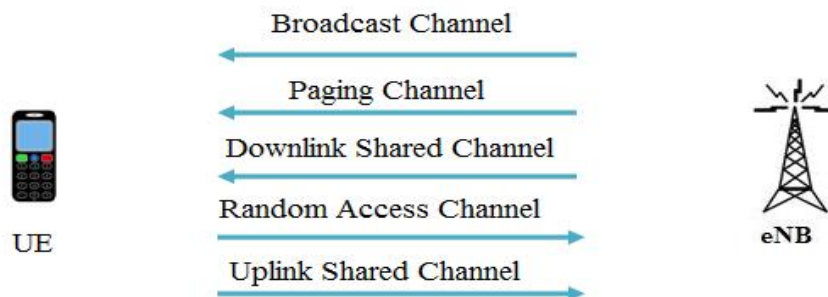 Broadcast Channel
Paging Channel
Downlink Shared Channel
Random Access Channel
UE
eNB
Uplink Shared Channel